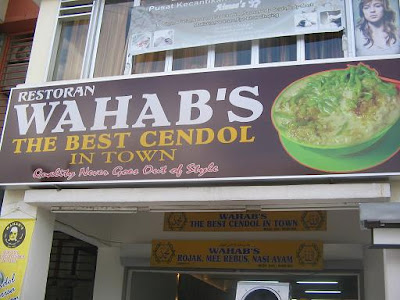 Pusat Kecantikan
RESTORAN
WAHAB'S
THE BEST CENDOL
IN TOWN
Quality Never Goes Out of Style
WAHAB'S
THE BEST CENDOL IN TOWN
WAHAB'S
ROJAK, MEE REBUS, NASI AYAM